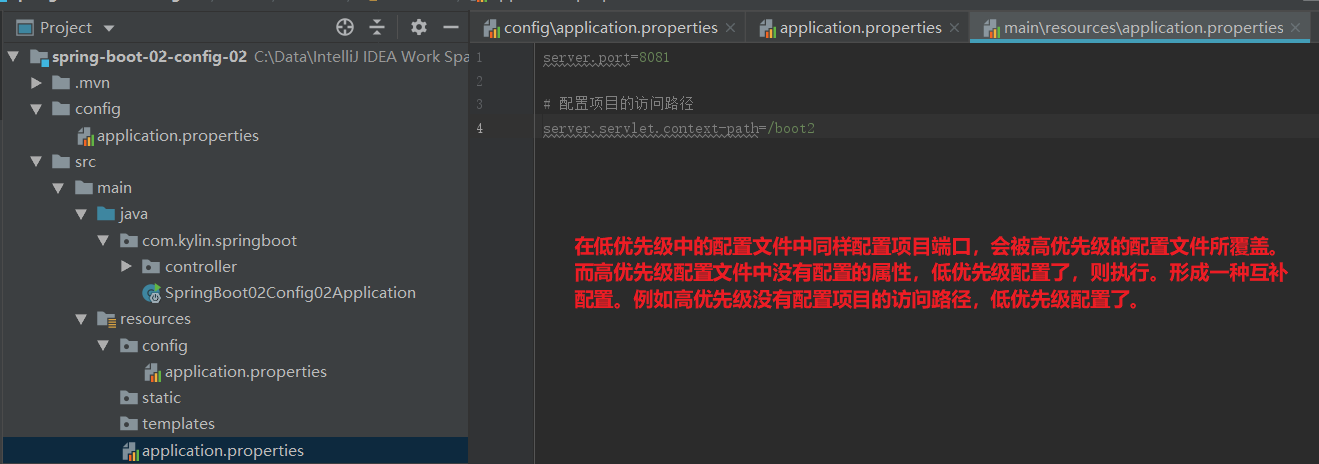 Project
spring-boot-02-config-02 C:\Data\IntelliJ IDEA Work Spa
.mvn
config
application.properties
src
main
java
com.kylin.springboot
controller
SpringBoot02Config02Application
resources
config
application.properties
static
templates
application.properties
config\application.properties × application.properties × main\resources\application.properties ×
1 server.port=8081
2
3 # 配置项目的访问路径
4 server.servlet.context-path=/boot2
在低优先级中的配置文件中同样配置项目端口，会被高优先级的配置文件所覆盖。
而高优先级配置文件中没有配置的属性，低优先级配置了，则执行。形成一种互补
配置。例如高优先级没有配置项目的访问路径，低优先级配置了。